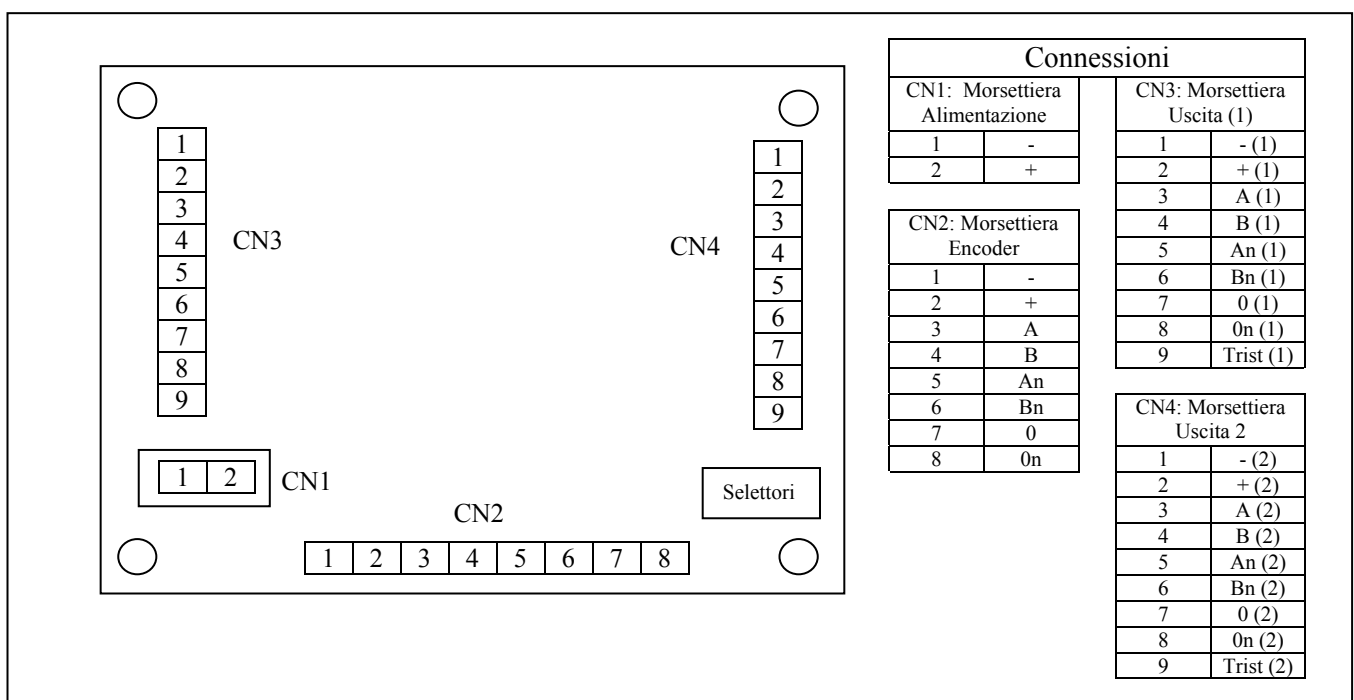 1
2
3
4
5
6
7
8
9
CN3
CN4
1
2
3
4
5
6
7
8
9
1 2
CN1
Selettori
CN2
1 2 3 4 5 6 7 8
Connessioni
CN1: Morsettiera
Alimentazione
1 -
2 +
CN2: Morsettiera
Encoder
1 -
2 +
3 A
4 B
5 An
6 Bn
7 0
8 0n
CN3: Morsettiera
Uscita (1)
1 - (1)
2 + (1)
3 A (1)
4 B (1)
5 An (1)
6 Bn (1)
7 0 (1)
8 0n (1)
9 Trist (1)
CN4: Morsettiera
Uscita 2
1 - (2)
2 + (2)
3 A (2)
4 B (2)
5 An (2)
6 Bn (2)
7 0 (2)
8 0n (2)
9 Trist (2)